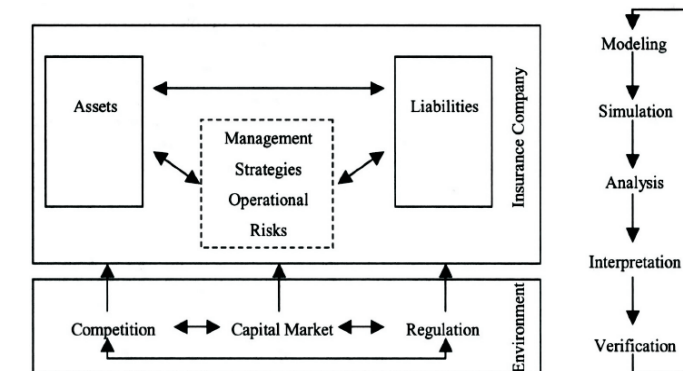 Assets
Liabilities
Management
Strategies
Operational
Risks
Insurance Company
Competition
Capital Market
Regulation
Environment
Modeling
Simulation
Analysis
Interpretation
Verification